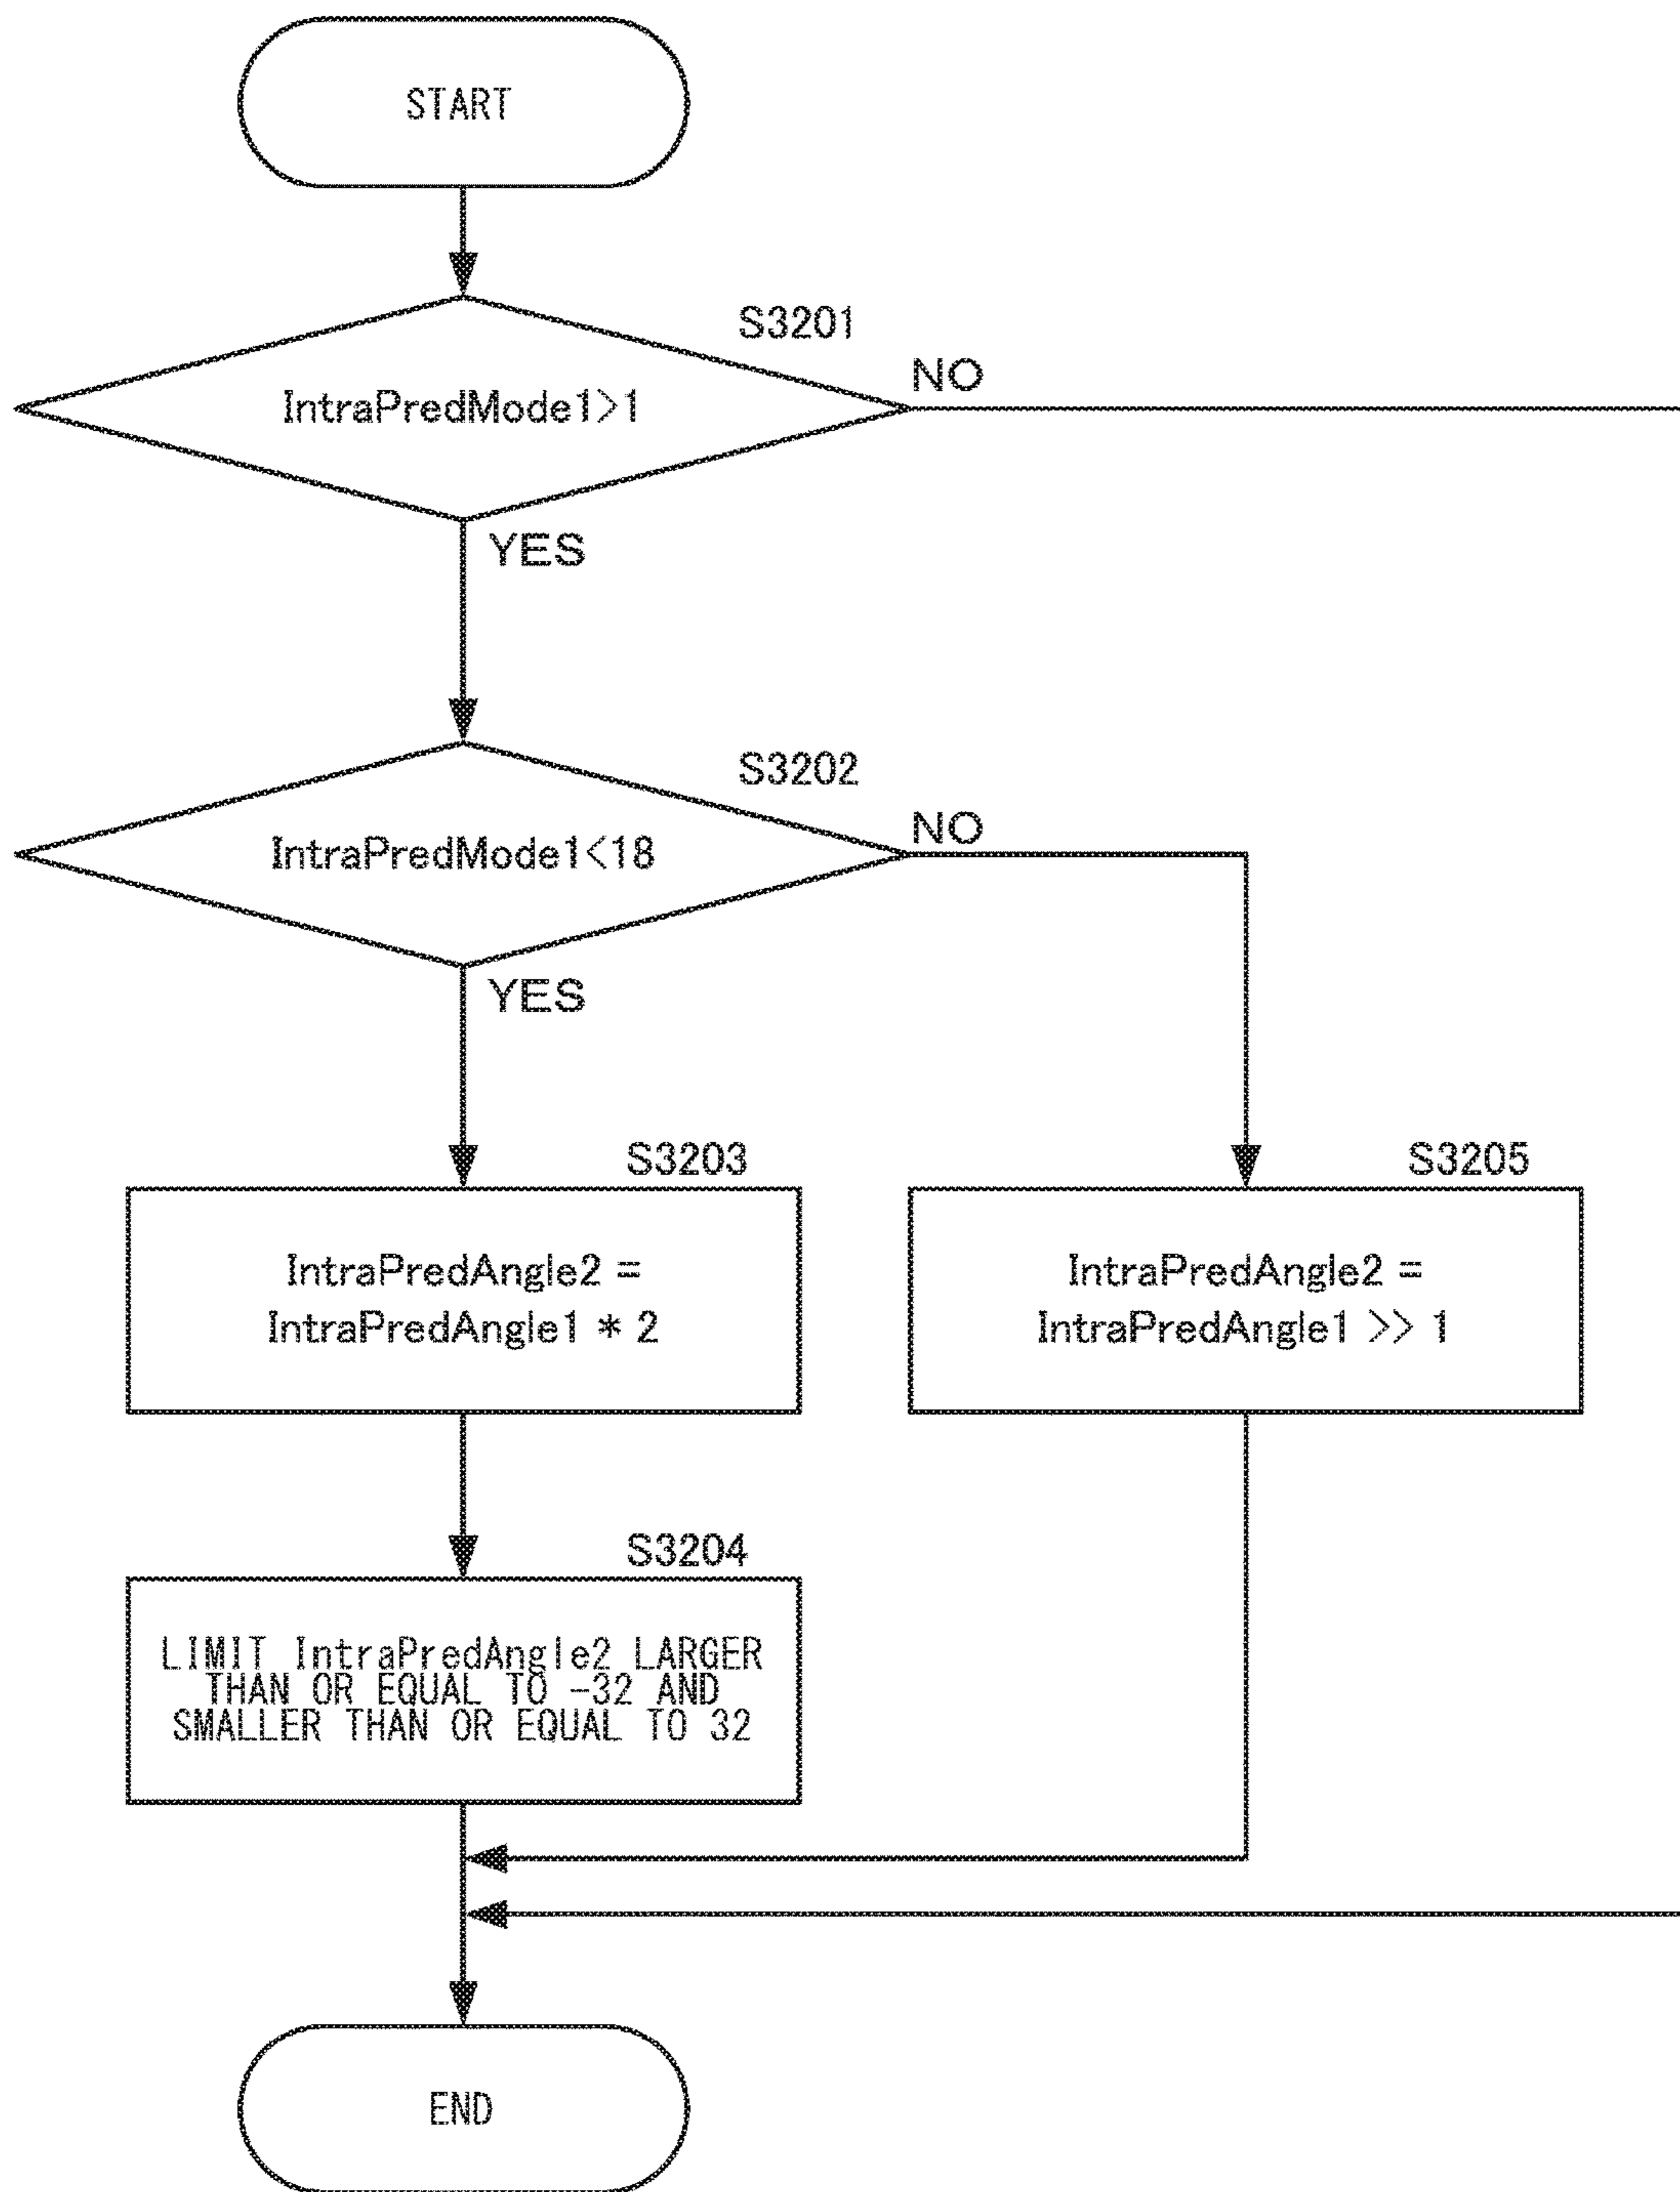 START
S3201
IntraPredMode1>1
NO
YES
S3202
IntraPredMode1<18
NO
YES
S3203
IntraPredAngle2 =
IntraPredAngle1 * 2
S3205
IntraPredAngle2 =
IntraPredAngle1 >> 1
S3204
LIMIT IntraPredAngle2 LARGER
THAN OR EQUAL TO -32 AND
SMALLER THAN OR EQUAL TO 32
END